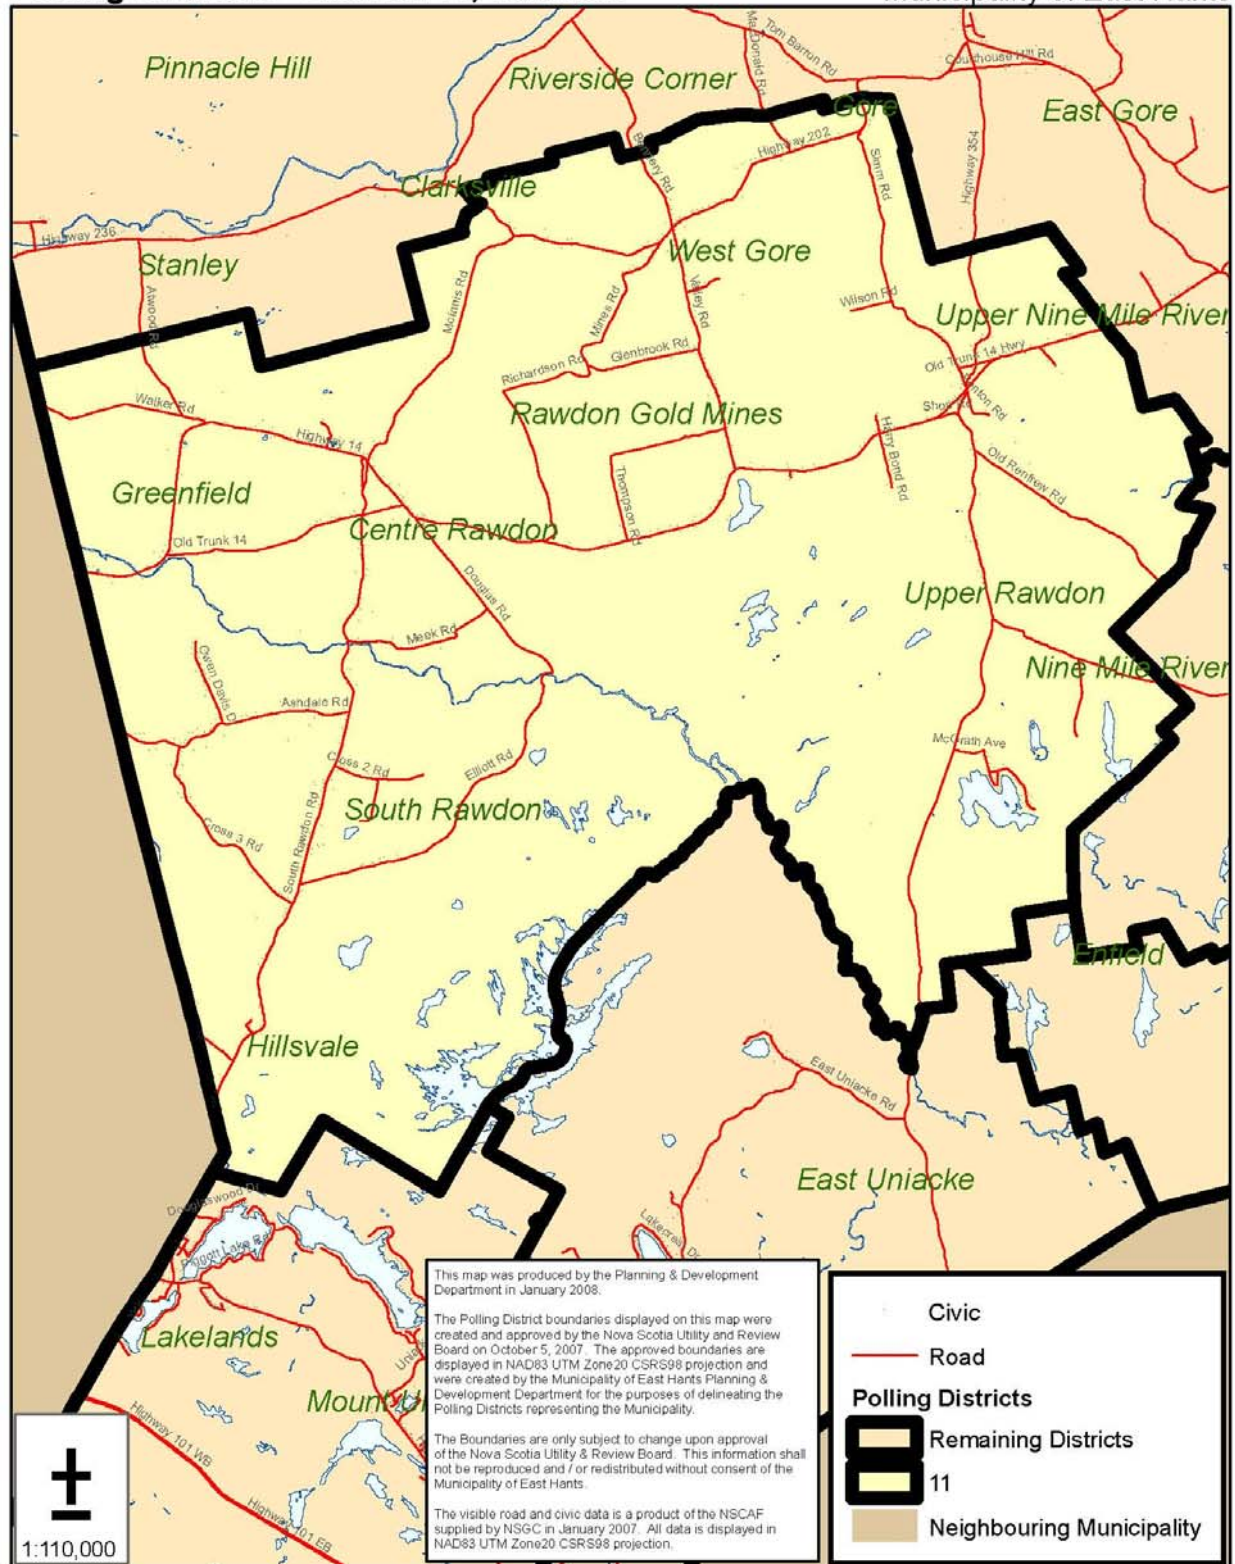 Municipality of East Hants
Pinnacle Hill
Riverside Corner
MacDonald Rd
Tom Barron Rd
Courthouse Hill Rd
Gore
East Gore
Highway 202
Highway 354
Simm Rd
Clarksville
Highway 236
Stanley
West Gore
Atwood Rd
McInnis Rd
Mines Rd
Valley Rd
Wilson Rd
Upper Nine Mile River
Richardson Rd
Glenbrook Rd
Old Trunk 14 Hwy
Walker Rd
Highway 14
Rawdon Gold Mines
Harry Bond Rd
Old Renfrew Rd
Greenfield
Thompson Rd
Centre Rawdon
Old Trunk 14
Douglas Rd
Upper Rawdon
Meek Rd
Nine Mile River
Owen Davis D
Ashdale Rd
McGrath Ave
Cross 2 Rd
Elliott Rd
South Rawdon
Cross 3 Rd
South Rawdon Rd
Enfield
Hillsvale
East Uniacke Rd
East Uniacke
Douglaswood Dr
Piggott Lake Rd
Lakecrest Dr
Lakelands
Mount U
Highway 101 WB
Highway 101 EB
1:110,000
This map was produced by the Planning & Development
Department in January 2008.
The Polling District boundaries displayed on this map were
created and approved by the Nova Scotia Utility and Review
Board on October 5, 2007. The approved boundaries are
displayed in NAD83 UTM Zone20 CSRS98 projection and
were created by the Municipality of East Hants Planning &
Development Department for the purposes of delineating the
Polling Districts representing the Municipality.
The Boundaries are only subject to change upon approval
of the Nova Scotia Utility & Review Board. This information shall
not be reproduced and / or redistributed without consent of the
Municipality of East Hants.
The visible road and civic data is a product of the NSCAF
supplied by NSGC in January 2007. All data is displayed in
NAD83 UTM Zone20 CSRS98 projection.
Civic
Road
Polling Districts
Remaining Districts
11
Neighbouring Municipality